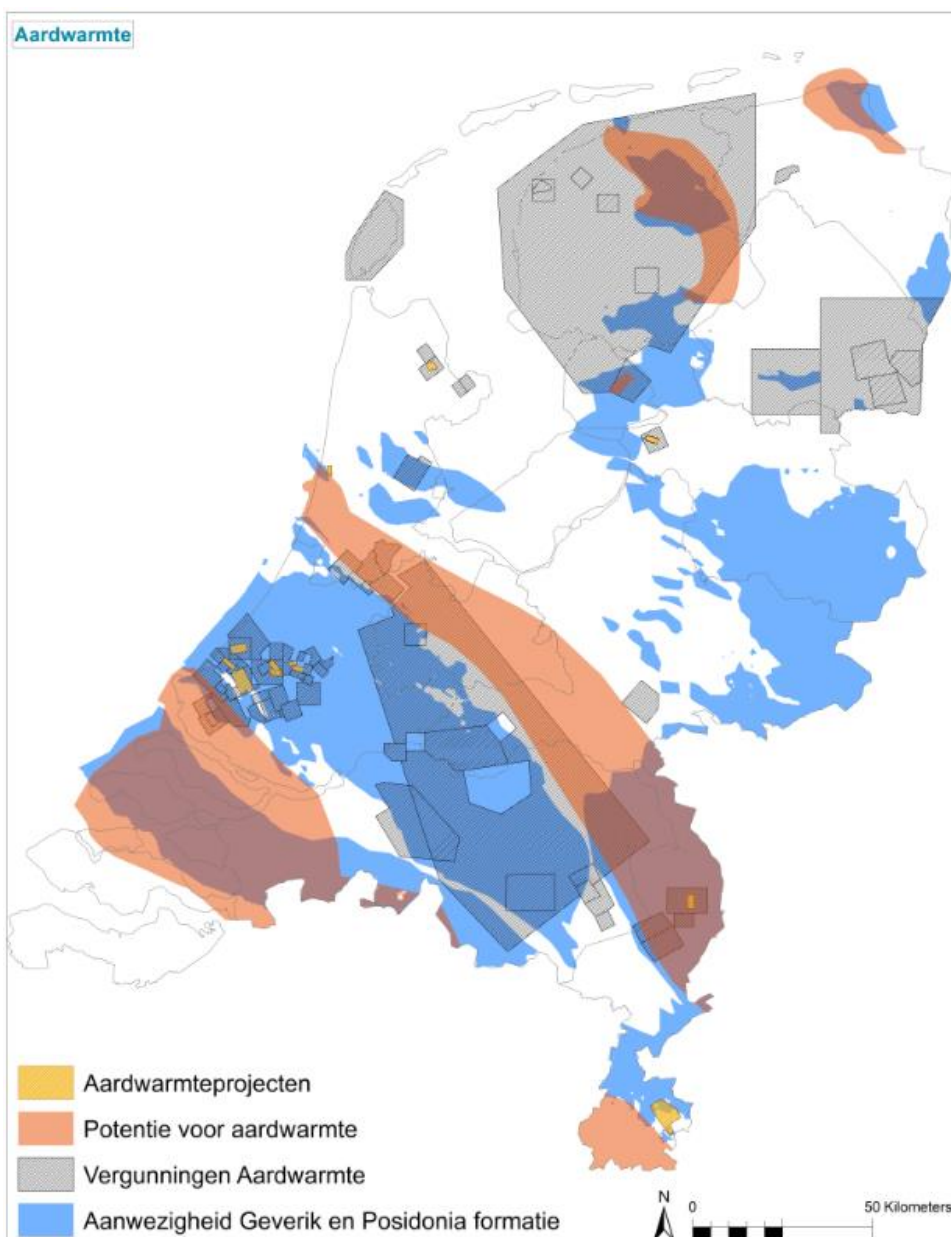 Aardwarmte
Aardwarmteprojecten
Potentie voor aardwarmte
Vergunningen Aardwarmte
Aanwezigheid Geverik en Posidonia formatie
N
0 50 Kilometers